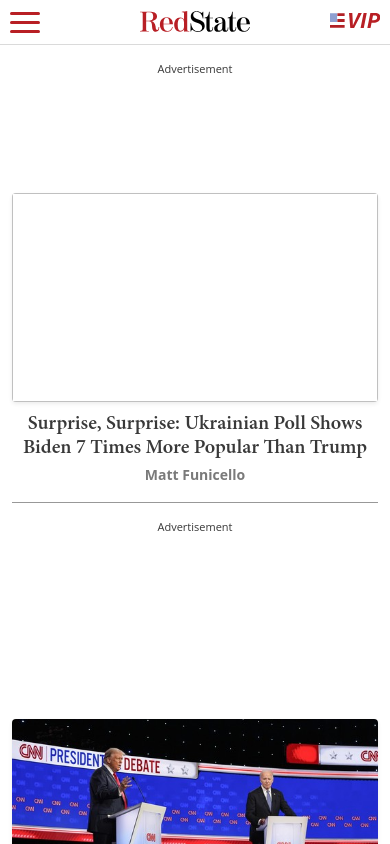 RedState
VIP
Advertisement
Surprise, Surprise: Ukrainian Poll Shows
Biden 7 Times More Popular Than Trump
Matt Funicello
Advertisement
CNN PRESIDENT DEBATE
CNN